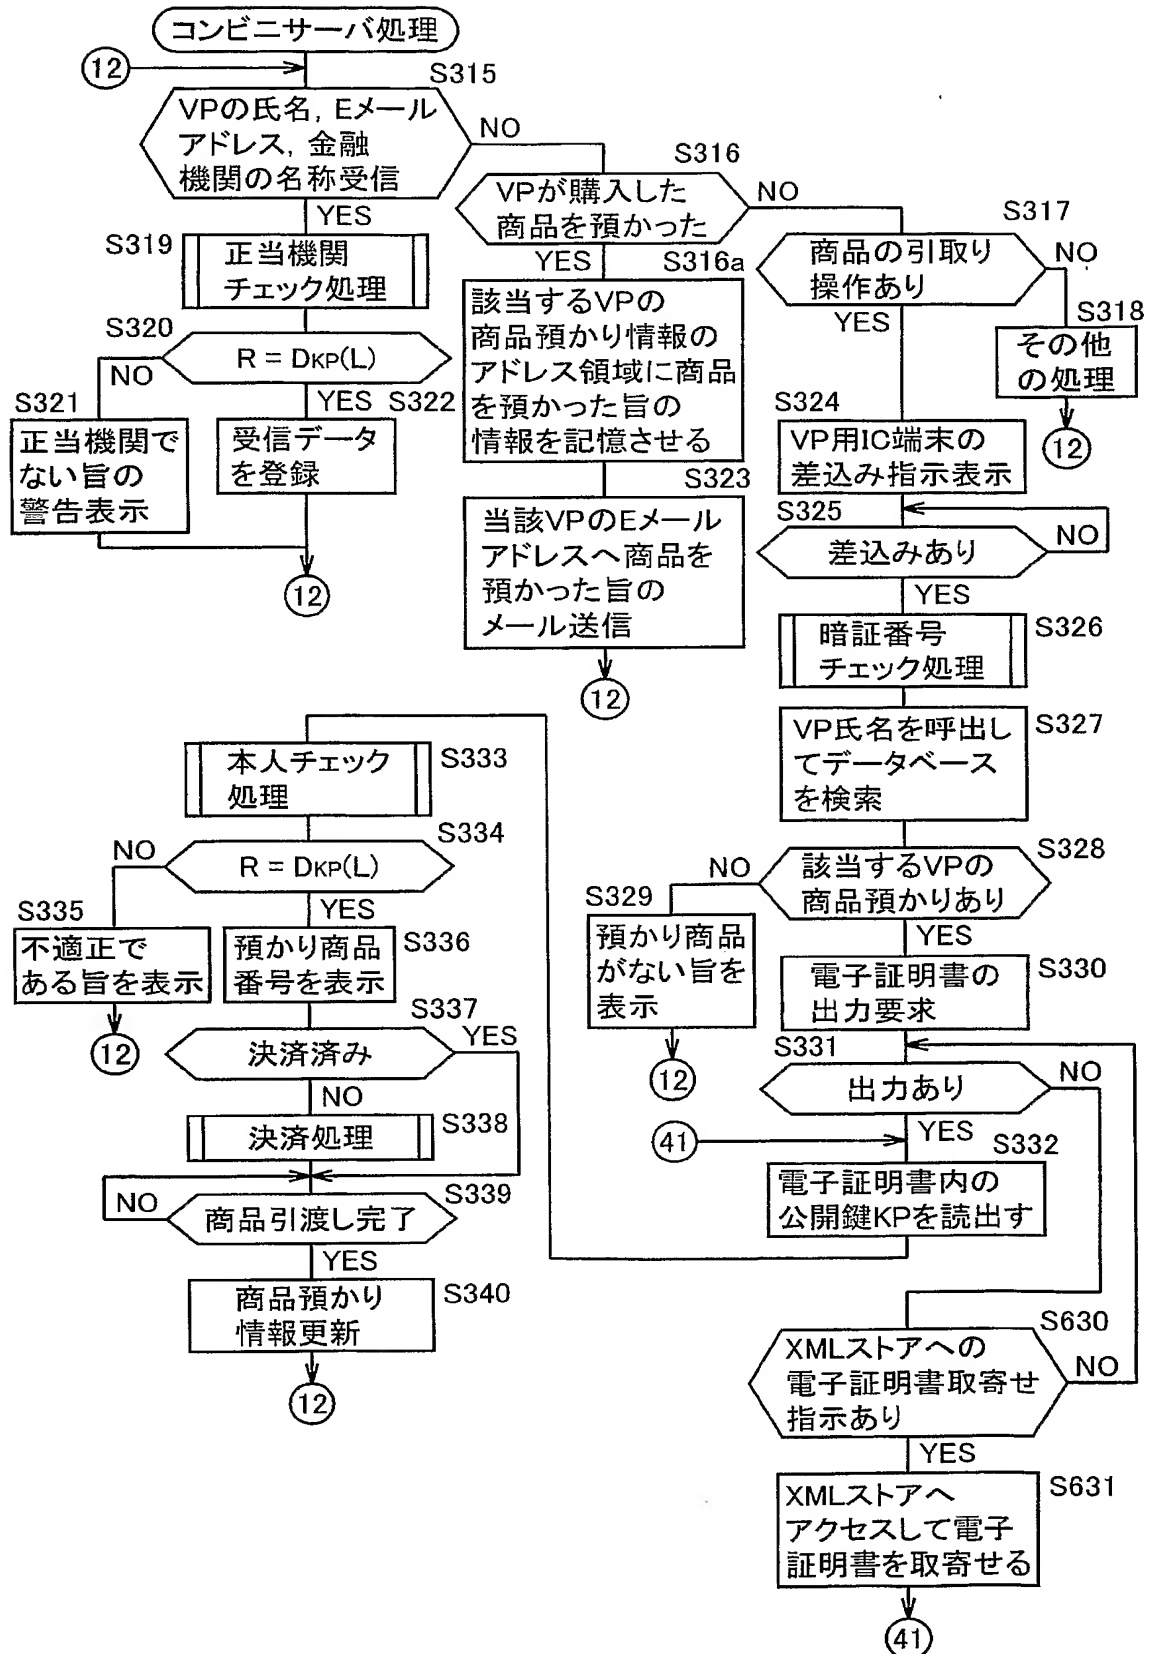 コンビニサーバ処理
12
S315
VPの氏名, Eメール
アドレス, 金融
機関の名称受信
NO
YES
S316
VPが購入した
商品を預かった
NO
YES
S317
商品の引取り
操作あり
NO
YES
S318
その他
の処理
12
S319
正当機関
チェック処理
S320
R = DKP(L)
NO
YES
S321
正当機関で
ない旨の
警告表示
S322
受信データ
を登録
12
S316a
該当するVPの
商品預かり情報の
アドレス領域に商品
を預かった旨の
情報を記憶させる
S323
当該VPのEメール
アドレスへ商品を
預かった旨の
メール送信
12
S324
VP用IC端末の
差込み指示表示
S325
差込みあり
NO
YES
S326
暗証番号
チェック処理
S327
VP氏名を呼出し
てデータベース
を検索
S328
該当するVPの
商品預かりあり
NO
YES
S329
預かり商品
がない旨を
表示
12
S330
電子証明書の
出力要求
S331
出力あり
NO
YES
41
S332
電子証明書内の
公開鍵KPを読出す
S333
本人チェック
処理
S334
R = DKP(L)
NO
YES
S335
不適正で
ある旨を表示
12
S336
預かり商品
番号を表示
S337
決済済み
YES
NO
S338
決済処理
S339
商品引渡し完了
NO
YES
S340
商品預かり
情報更新
12
S630
XMLストアへの
電子証明書取寄せ
指示あり
NO
YES
S631
XMLストアへ
アクセスして電子
証明書を取寄せる
41